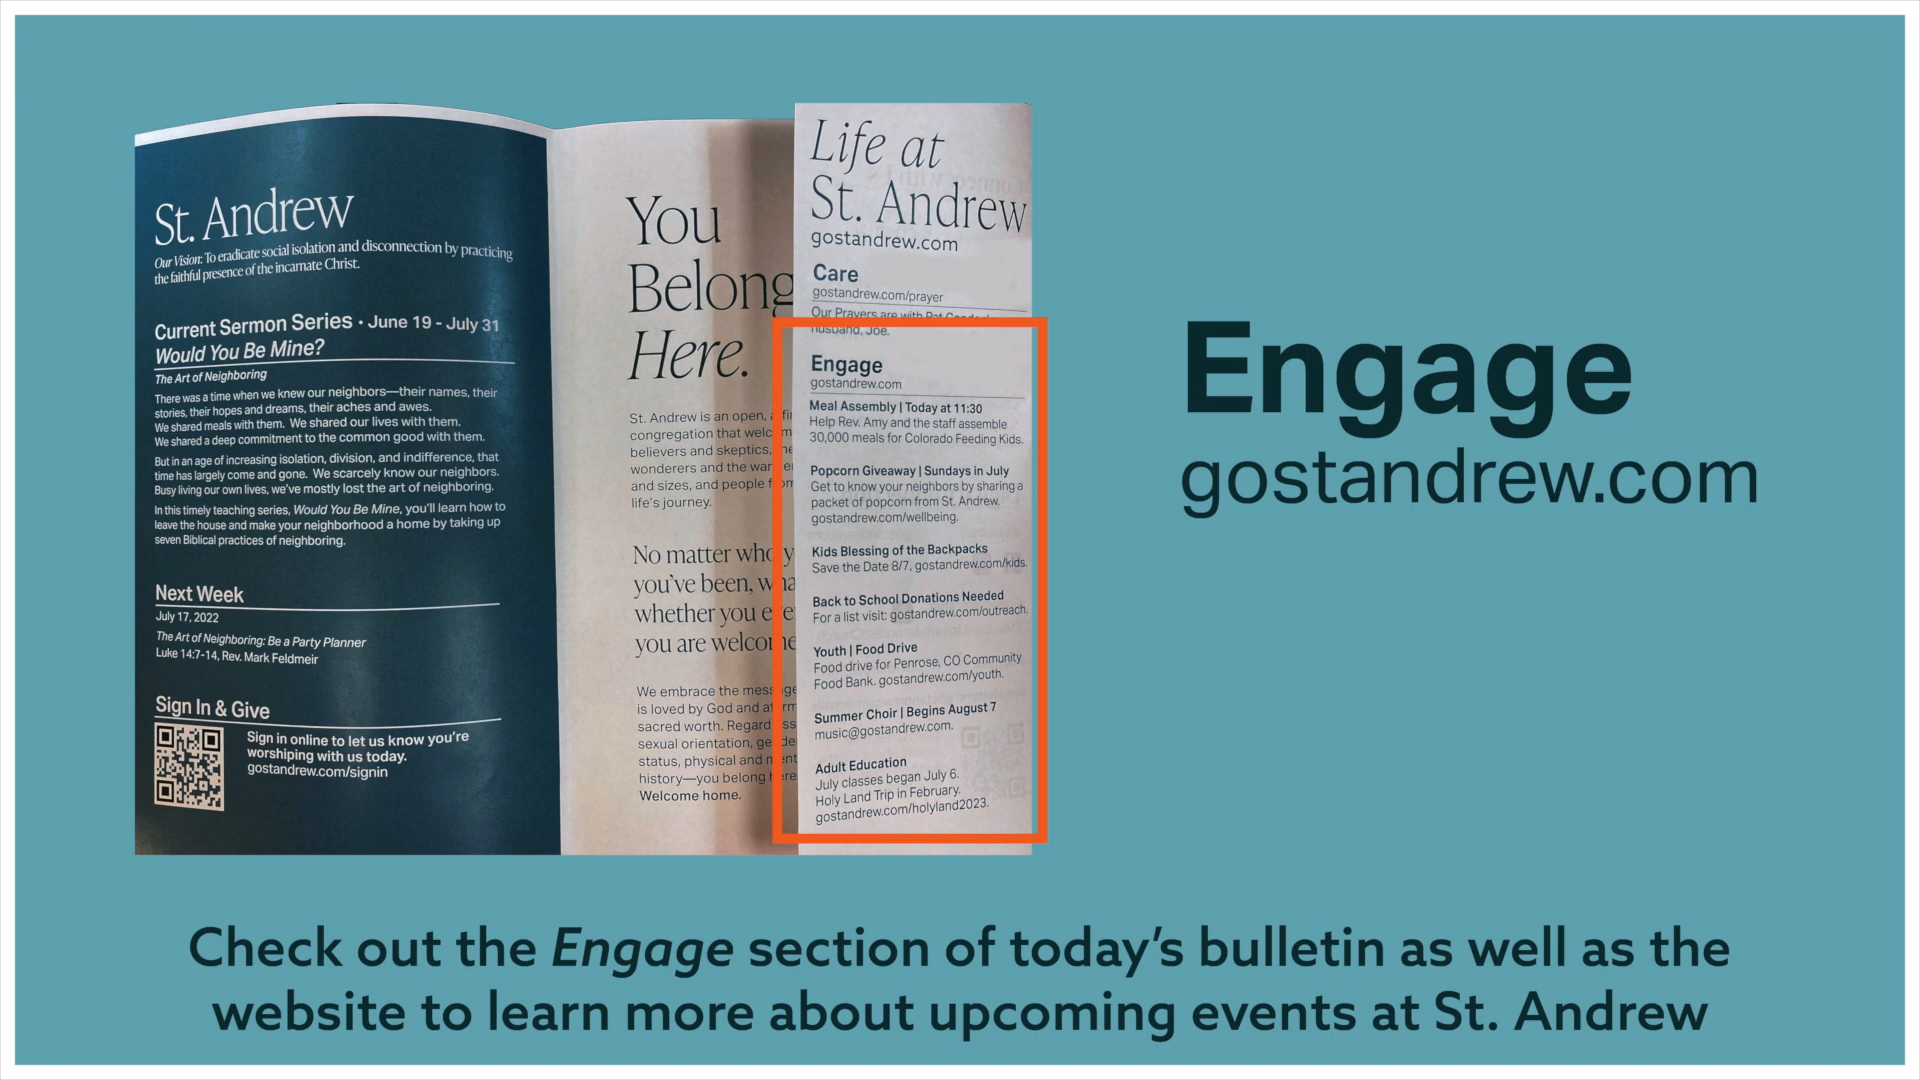 St. Andrew
Our Vision: To eradicate social isolation and disconnection by practicing
the faithful presence of the incarnate Christ.
Current Sermon Series • June 19 - July 31
Would You Be Mine?
The Art of Neighboring
There was a time when we knew our neighbors—their names, their
stories, their hopes and dreams, their aches and awes.
We shared meals with them. We shared our lives with them.
We shared a deep commitment to the common good with them.
But in an age of increasing isolation, division, and indifference, that
time has largely come and gone. We scarcely know our neighbors.
Busy living our own lives, we've mostly lost the art of neighboring.
In this timely teaching series, Would You Be Mine, you'll learn how to
leave the house and make your neighborhood a home by taking up
seven Biblical practices of neighboring.
Next Week
July 17, 2022
The Art of Neighboring: Be a Party Planner
Luke 14:7-14, Rev. Mark Feldmeir
Sign In & Give
Sign in online to let us know you're
worshiping with us today.
gostandrew.com/signin
You
Belong
Here.
St. Andrew is an open,
congregation that
believers and skeptics,
wonderers and the
and sizes, and people
life's journey.
No matter who
you've been,
whether you
you are
We embrace the
is loved by God and
sacred worth.
sexual orientation,
status, physical and
history—you belong
Welcome home.
Life at
St. Andrew
gostandrew.com
Care
gostandrew.com/prayer
Our Prayers are with Pat
husband, Joe.
Engage
gostandrew.com
Meal Assembly | Today at 11:30
Help Rev. Amy and the staff assemble
30,000 meals for Colorado Feeding Kids.
Popcorn Giveaway | Sundays in July
Get to know your neighbors by sharing a
packet of popcorn from St. Andrew.
gostandrew.com/wellbeing.
Kids Blessing of the Backpacks
Save the Date 8/7, gostandrew.com/kids.
Back to School Donations Needed
For a list visit: gostandrew.com/outreach.
Youth | Food Drive
Food drive for Penrose, CO Community
Food Bank. gostandrew.com/youth.
Summer Choir | Begins August 7
music@gostandrew.com.
Adult Education
July classes began July 6.
Holy Land Trip in February.
gostandrew.com/holyland2023.
Engage
gostandrew.com
Check out the Engage section of today's bulletin as well as the
website to learn more about upcoming events at St. Andrew